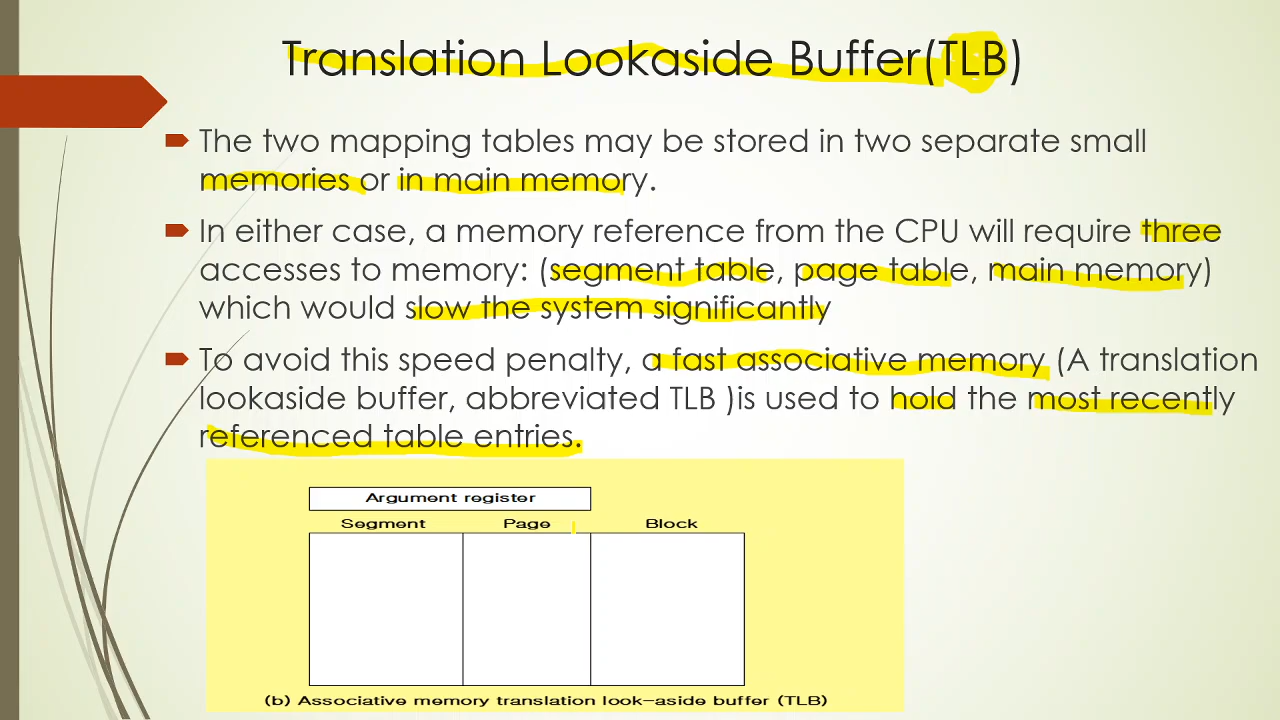 Translation Lookaside Buffer(TLB)
The two mapping tables may be stored in two separate small
memories or in main memory.
In either case, a memory reference from the CPU will require three
accesses to memory: (segment table, page table, main memory)
which would slow the system significantly
To avoid this speed penalty, a fast associative memory (A translation
lookaside buffer, abbreviated TLB )is used to hold the most recently
referenced table entries.
Argument register
Segment Page Block
(b) Associative memory translation look-aside buffer (TLB)